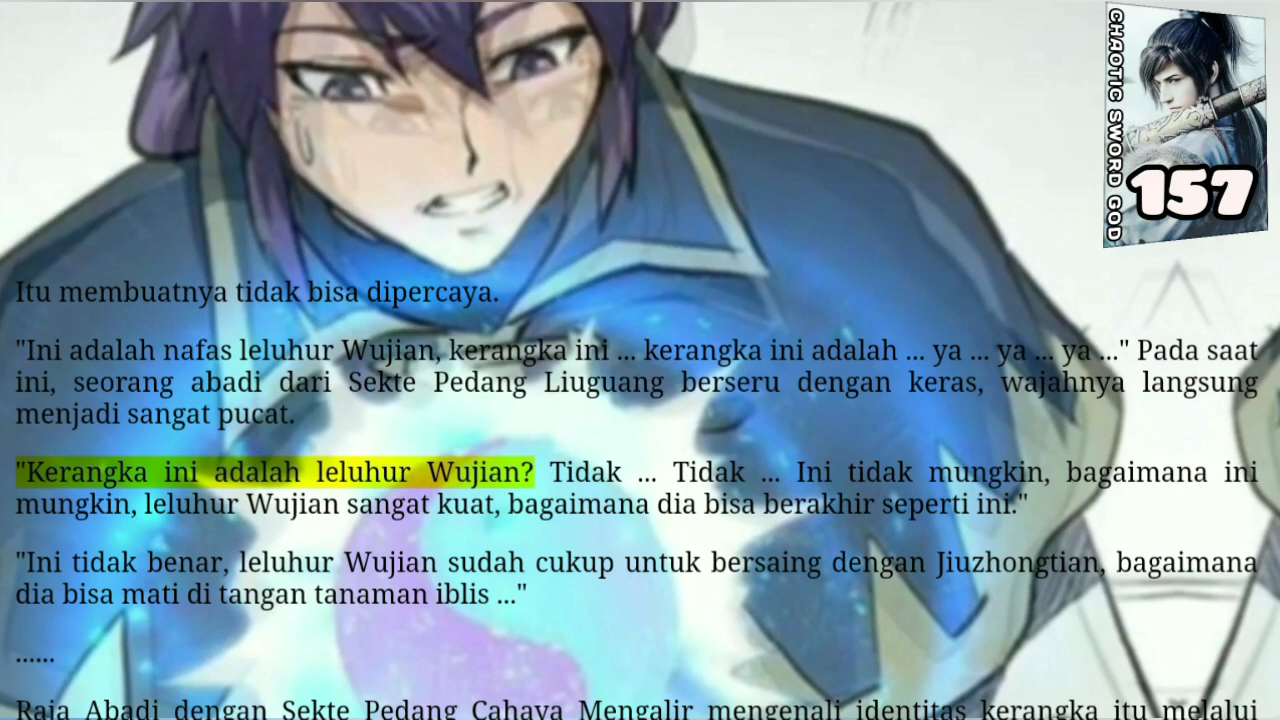 CHAOTIC SWORD GOD
157
Itu membuatnya tidak bisa dipercaya.
"Ini adalah nafas leluhur Wujian, kerangka ini ... kerangka ini adalah ... ya ... ya ... ya ..." Pada saat
ini, seorang abadi dari Sekte Pedang Liuguang berseru dengan keras, wajahnya langsung
menjadi sangat pucat.
"Kerangka ini adalah leluhur Wujian? Tidak ... Tidak ... Ini tidak mungkin, bagaimana ini
mungkin, leluhur Wujian sangat kuat, bagaimana dia bisa berakhir seperti ini."
"Ini tidak benar, leluhur Wujian sudah cukup untuk bersaing dengan Jiuzhongtian, bagaimana
dia bisa mati di tangan tanaman iblis ..."
......
Raja Abadi dengan Sekte Pedang Cahaya Mengalir mengenali identitas kerangka itu melalui